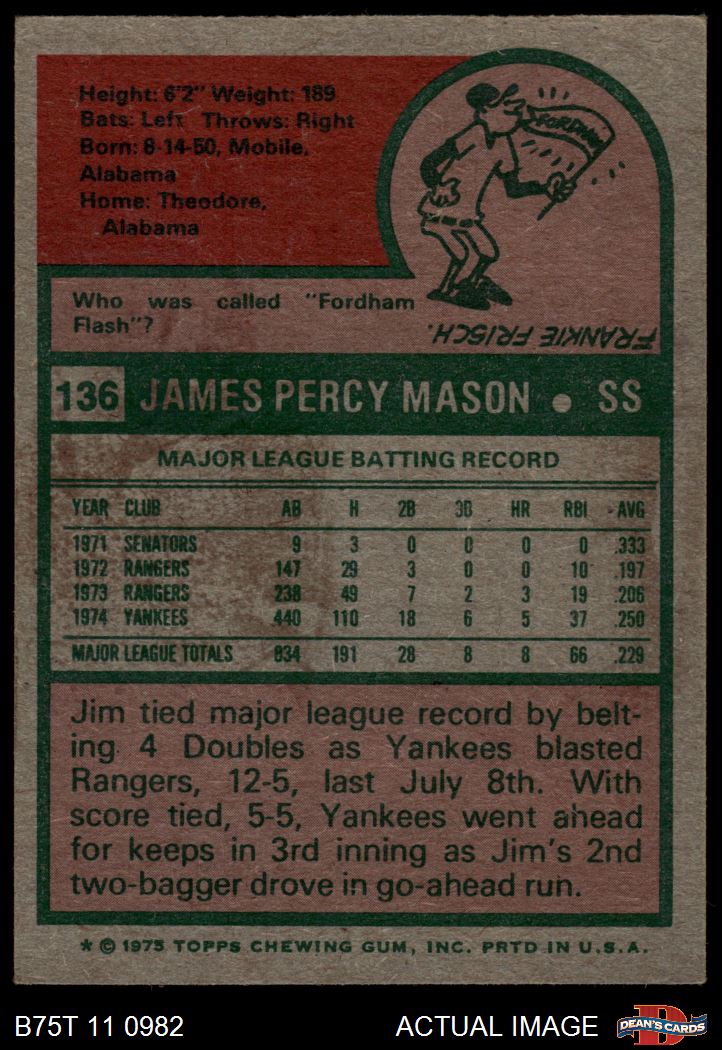 Height: 6'2" Weight: 189
Bats: Left Throws: Right
Born: 8-14-50, Mobile,
Alabama
Home: Theodore,
Alabama
FORDHAM
Who was called "Fordham
Flash"?
FRANKIE FRISCH.
136 JAMES PERCY MASON • SS
MAJOR LEAGUE BATTING RECORD
YEAR CLUB AB H 2B 3B HR RBI AVG
1971 SENATORS 9 3 0 0 0 0 .333
1972 RANGERS 147 29 3 0 0 10 .197
1973 RANGERS 238 49 7 2 3 19 .206
1974 YANKEES 440 110 18 6 5 37 .250
MAJOR LEAGUE TOTALS 834 191 28 8 8 66 .229
Jim tied major league record by belt-
ing 4 Doubles as Yankees blasted
Rangers, 12-5, last July 8th. With
score tied, 5-5, Yankees went ahead
for keeps in 3rd inning as Jim's 2nd
two-bagger drove in go-ahead run.
* © 1975 TOPPS CHEWING GUM, INC. PRTD IN U.S.A.
B75T 11 0982
ACTUAL IMAGE
D
DEAN'S CARDS